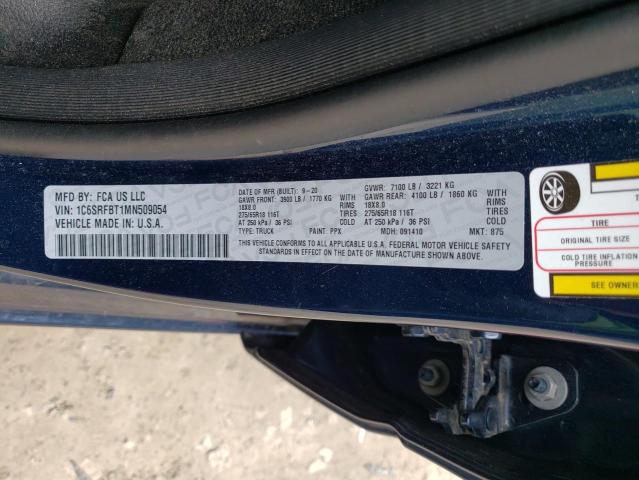 MFD BY: FCA US LLC
VIN: 1C6SRFBT1MN509054
VEHICLE MADE IN: U.S.A.
DATE OF MFR (BUILT): 9-20
GAWR FRONT: 3900 LB / 1770 KG WITH
RIMS
18X8.0
TIRE
275/65R18 116T
COLD
AT 250 kPa / 36 PSI
TYPE: TRUCK
PAINT: PPX
GVWR: 7100 LB / 3221 KG
GAWR REAR: 4100 LB / 1860 KG WITH
RIMS
18X8.0
TIRE
275/65R18 116T
COLD
AT 250 kPa / 36 PSI
MDH: 091410
MKT: 875
THIS VEHICLE CONFORMS TO ALL APPLICABLE U.S.A. FEDERAL MOTOR VEHICLE SAFETY
STANDARDS IN EFFECT ON THE DATE OF MANUFACTURE SHOWN ABOVE.
TIRE
ORIGINAL TIRE SIZE
COLD TIRE INFLATION
PRESSURE
SEE OWNER